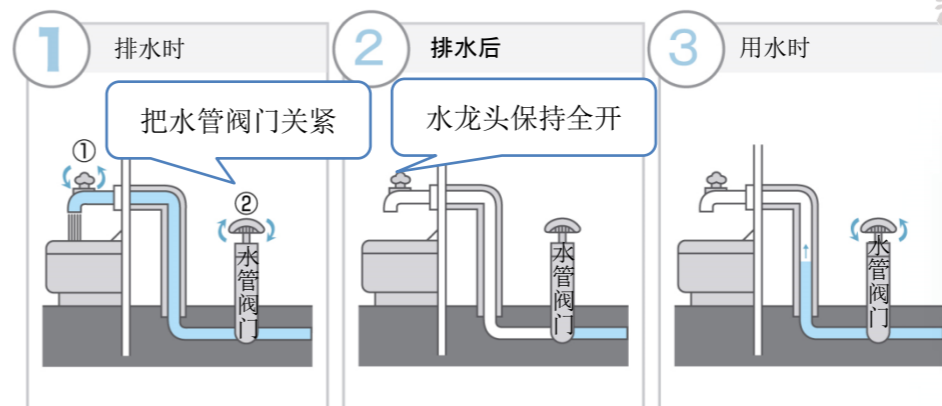 1
排水时
2
排水后
3
用水时
把水管阀门关紧
水龙头保持全开
①
②
水管阀门
水管阀门
水管阀门